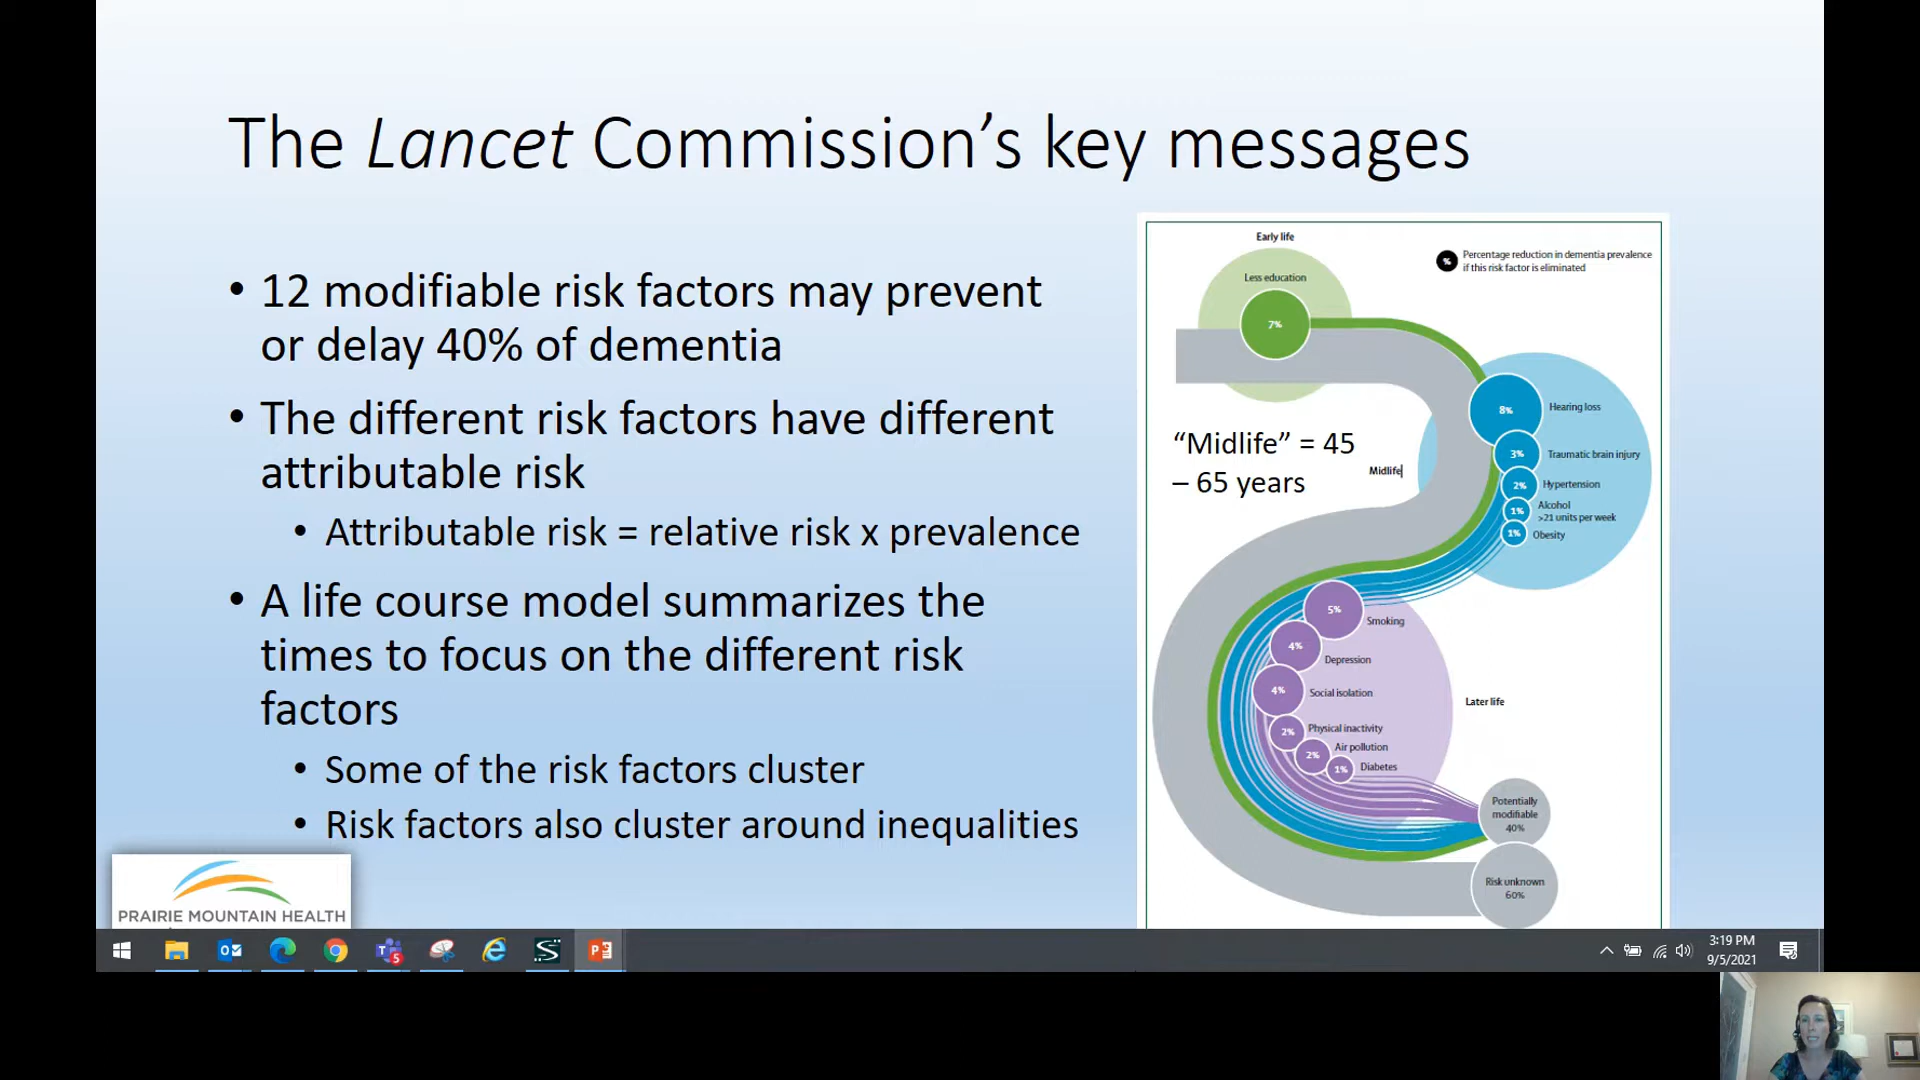 The Lancet Commission’s key messages
• 12 modifiable risk factors may prevent
or delay 40% of dementia
• The different risk factors have different
attributable risk
• Attributable risk = relative risk x prevalence
• A life course model summarizes the
times to focus on the different risk
factors
• Some of the risk factors cluster
• Risk factors also cluster around inequalities
PRAIRIE MOUNTAIN HEALTH
Early life
Less education
7%
%
Percentage reduction in dementia prevalence
if this risk factor is eliminated
8%
Hearing loss
3%
Traumatic brain injury
2%
Hypertension
1%
Alcohol
>21 units per week
1%
Obesity
“Midlife” = 45
– 65 years
Midlife
5%
Smoking
4%
Depression
4%
Social isolation
2%
Physical inactivity
2%
Air pollution
1%
Diabetes
Later life
Potentially
modifiable
40%
Risk unknown
60%
5
3:19 PM
9/5/2021